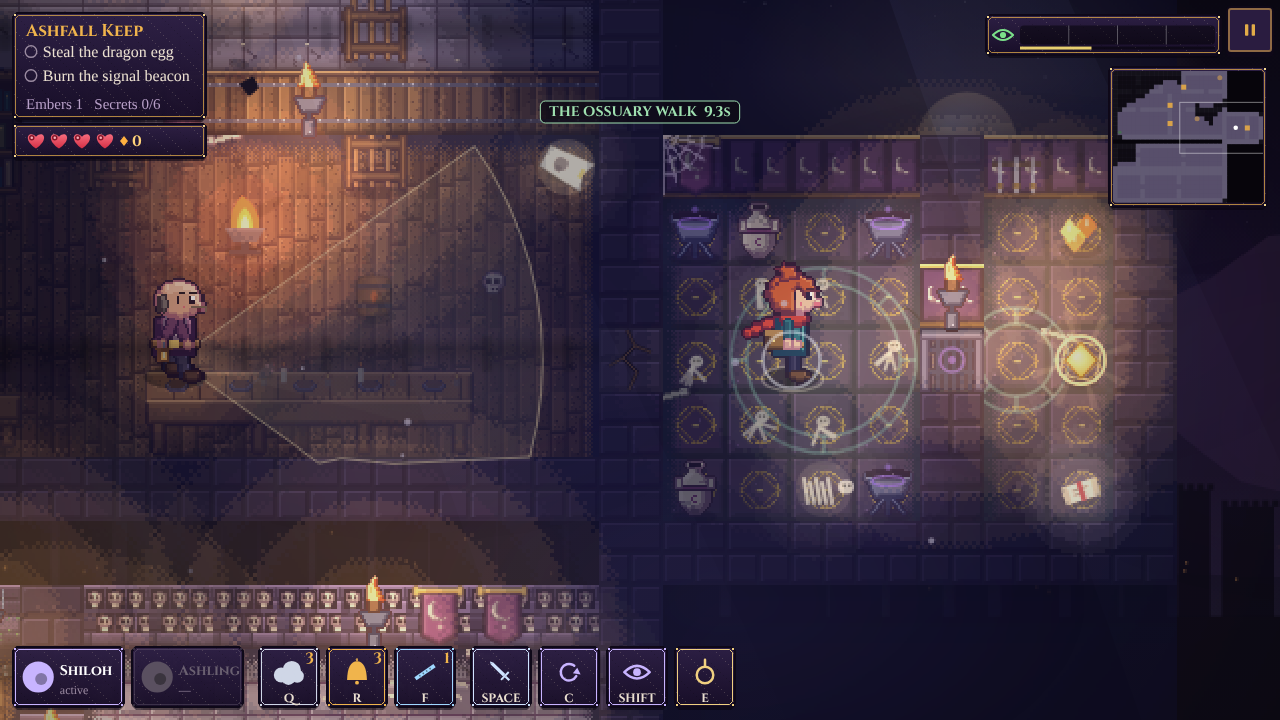 ASHFALL KEEP
Steal the dragon egg
Burn the signal beacon
Embers 1 Secrets 0/6
0
THE OSSUARY WALK 9.3s
C
C
SHILOH
active
ASHLING
—
3
Q
3
R
1
F
SPACE
C
SHIFT
E